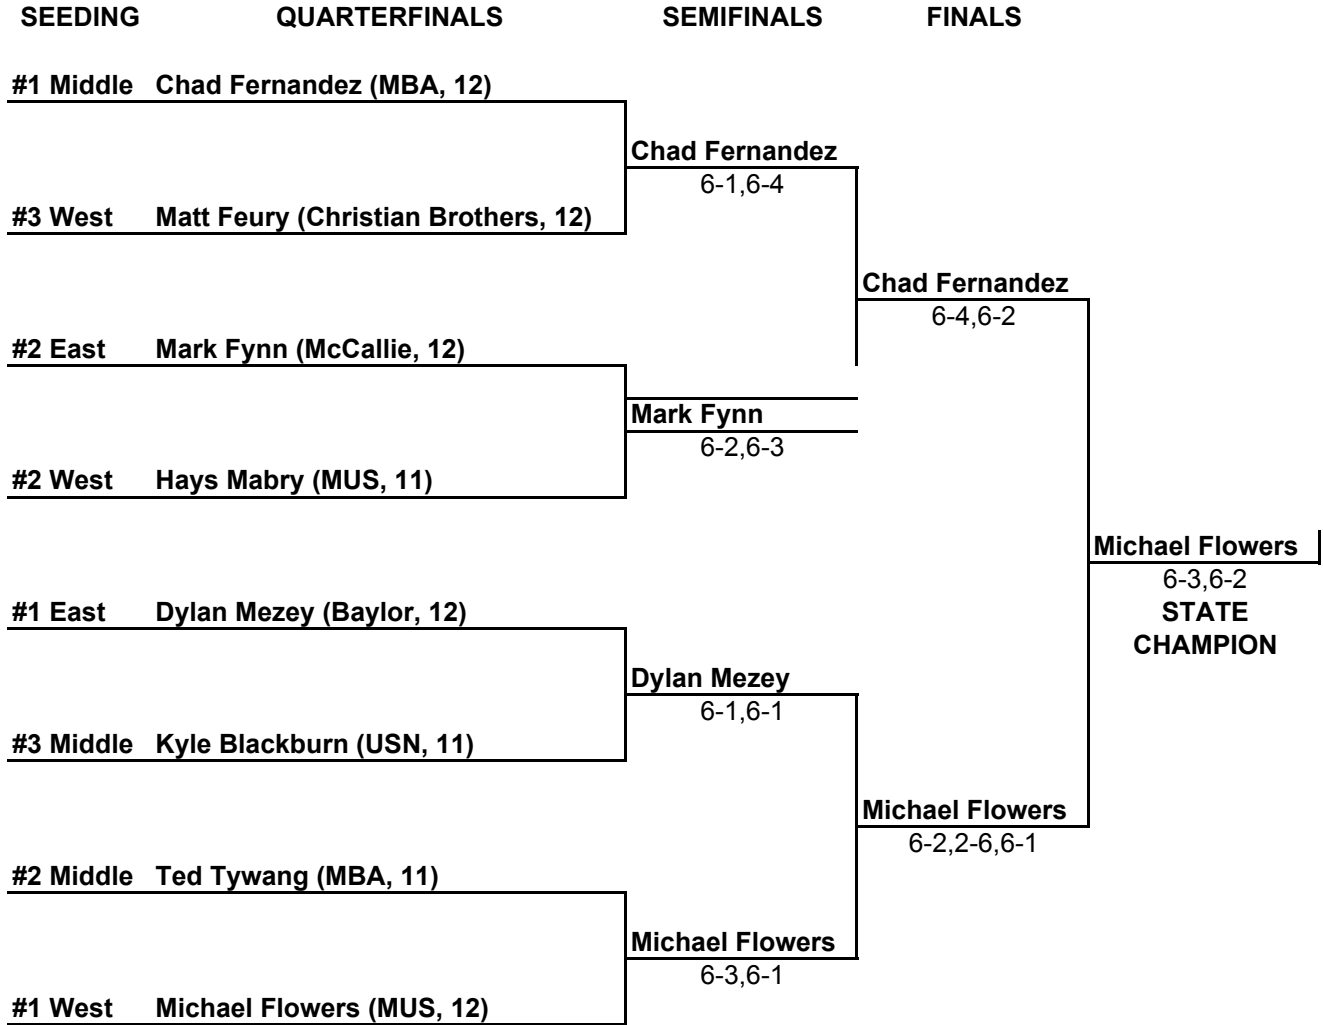 SEEDING QUARTERFINALS SEMIFINALS FINALS
#1 Middle Chad Fernandez (MBA, 12)
Chad Fernandez
6-1,6-4
#3 West Matt Feury (Christian Brothers, 12)
Chad Fernandez
6-4,6-2
#2 East Mark Fynn (McCallie, 12)
Mark Fynn
6-2,6-3
#2 West Hays Mabry (MUS, 11)
Michael Flowers
6-3,6-2
#1 East Dylan Mezey (Baylor, 12) STATE
CHAMPION
Dylan Mezey
6-1,6-1
#3 Middle Kyle Blackburn (USN, 11)
Michael Flowers
6-2,2-6,6-1
#2 Middle Ted Tywang (MBA, 11)
Michael Flowers
6-3,6-1
#1 West Michael Flowers (MUS, 12)